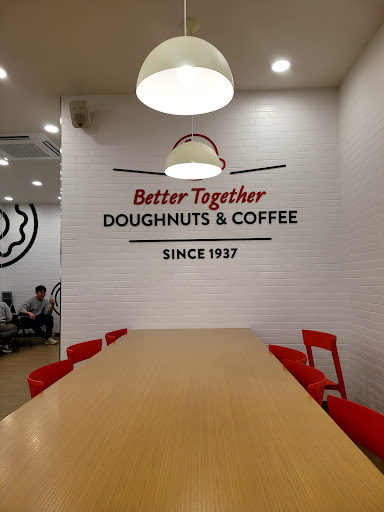 Better Together
DOUGHNUTS & COFFEE
SINCE 1937